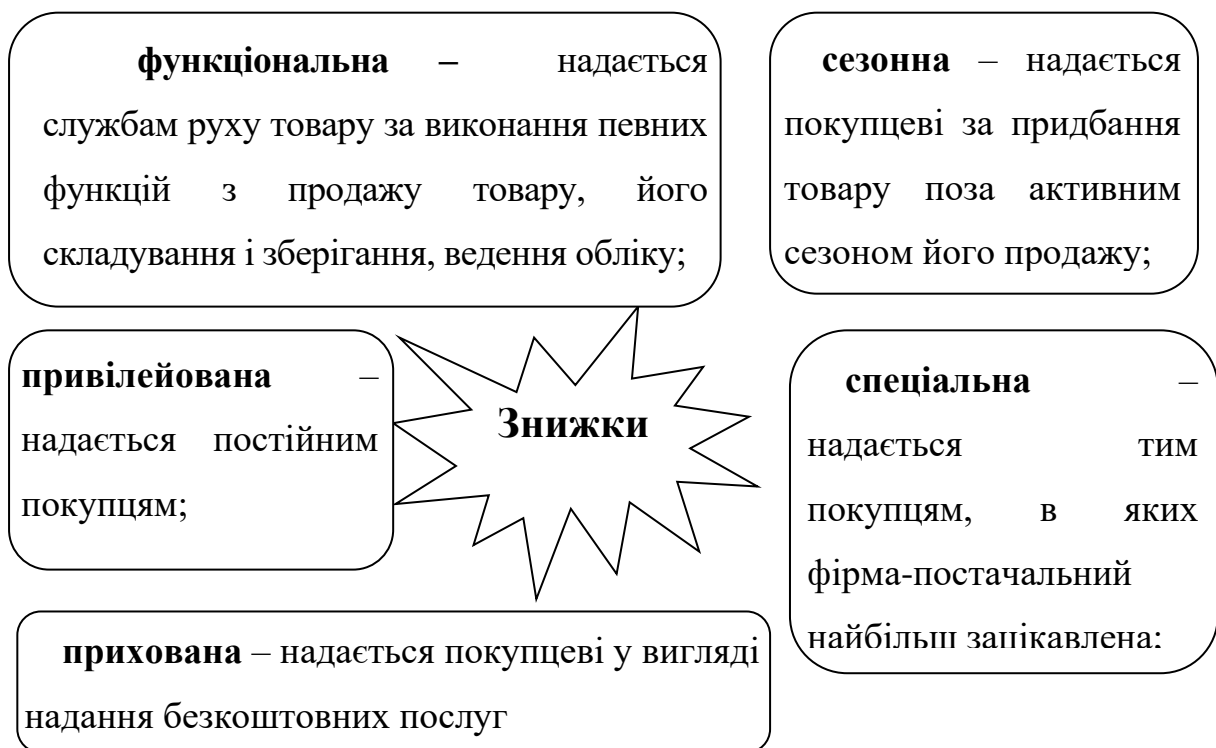 функціональна – надається
службам руху товару за виконання певних
функцій з продажу товару, його
складування і зберігання, ведення обліку;
сезонна – надається
покупцеві за придбання
товару поза активним
сезоном його продажу;
привілейована –
надається постійним
покупцям;
Знижки
спеціальна –
надається тим
покупцям, в яких
фірма-постачальний
найбільш зацікавлена;
прихована – надається покупцеві у вигляді
надання безкоштовних послуг